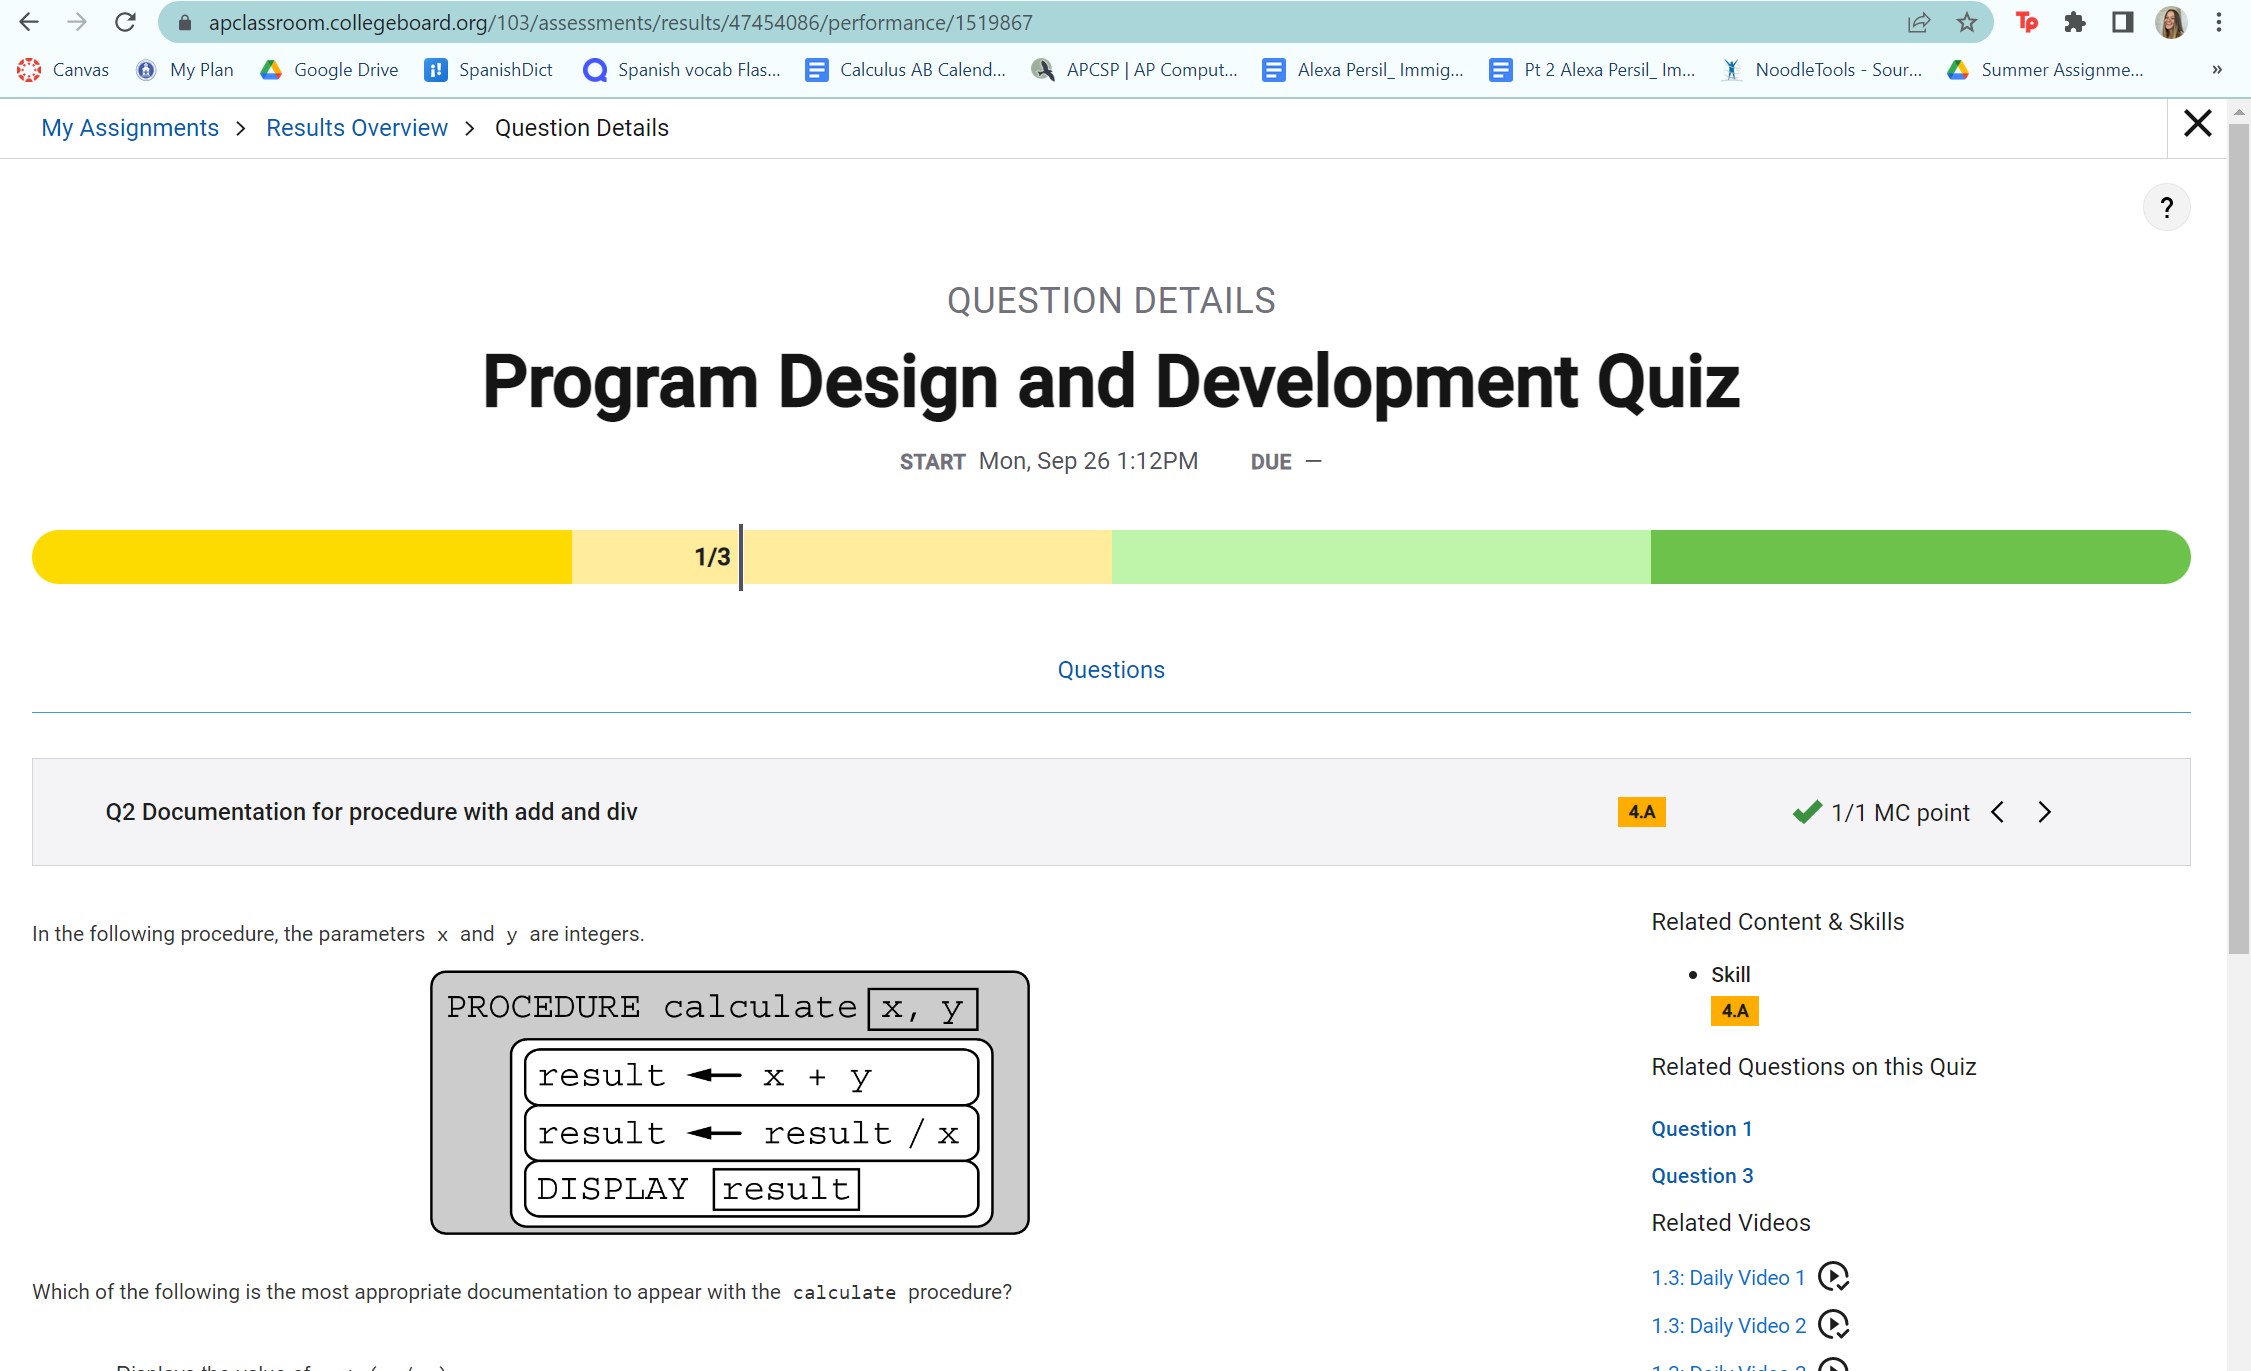 apclassroom.collegeboard.org/103/assessments/results/47454086/performance/1519867
Tp
Canvas My Plan Google Drive SpanishDict Spanish vocab Flas... Calculus AB Calend... APCSP | AP Comput... Alexa Persil_ Immig... Pt 2 Alexa Persil_ Im... NoodleTools - Sour... Summer Assignme... »
My Assignments > Results Overview > Question Details
?
QUESTION DETAILS
Program Design and Development Quiz
START Mon, Sep 26 1:12PM DUE —
1/3
Questions
Q2 Documentation for procedure with add and div 4.A 1/1 MC point < >
In the following procedure, the parameters x and y are integers.
PROCEDURE calculate x, y
result ← x + y
result ← result / x
DISPLAY result
Which of the following is the most appropriate documentation to appear with the calculate procedure?
Related Content & Skills
• Skill
4.A
Related Questions on this Quiz
Question 1
Question 3
Related Videos
1.3: Daily Video 1
1.3: Daily Video 2